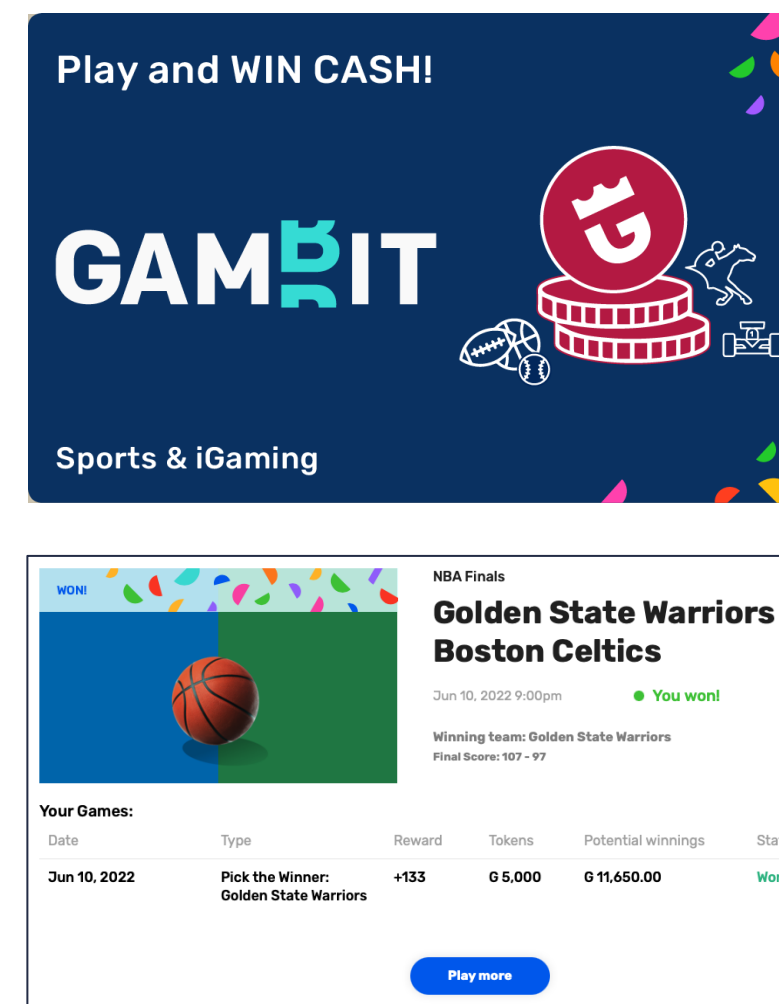 Play and WIN CASH!
GAMBIT
G
1
Sports & iGaming
WON!
NBA Finals
Golden State Warriors
Boston Celtics
Jun 10, 2022 9:00pm
You won!
Winning team: Golden State Warriors
Final Score: 107 - 97
Your Games:
Date Type Reward Tokens Potential winnings
Jun 10, 2022 Pick the Winner: +133 G 5,000 G 11,650.00
Golden State Warriors
Play more